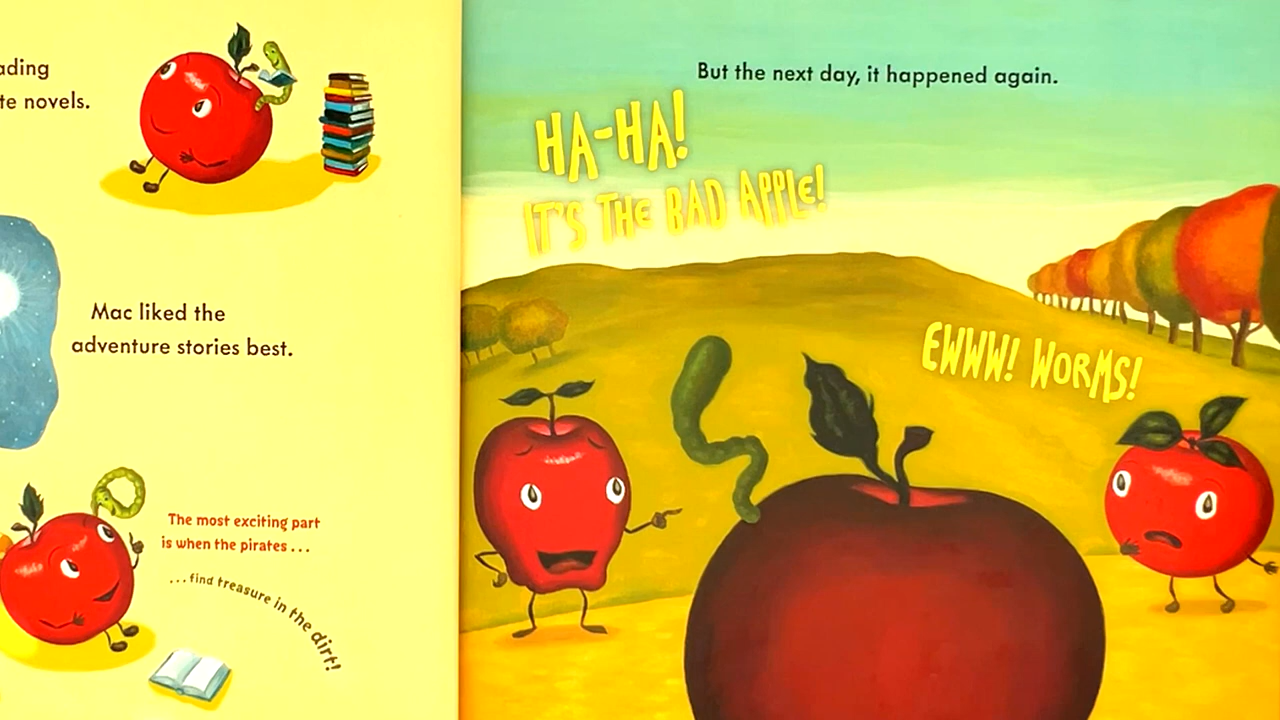 ading
te novels.
Mac liked the
adventure stories best.
The most exciting part
is when the pirates . . .
. . . find treasure in the dirt!
But the next day, it happened again.
HA-HA!
IT'S THE BAD APPLE!
EWWW! WORMS!